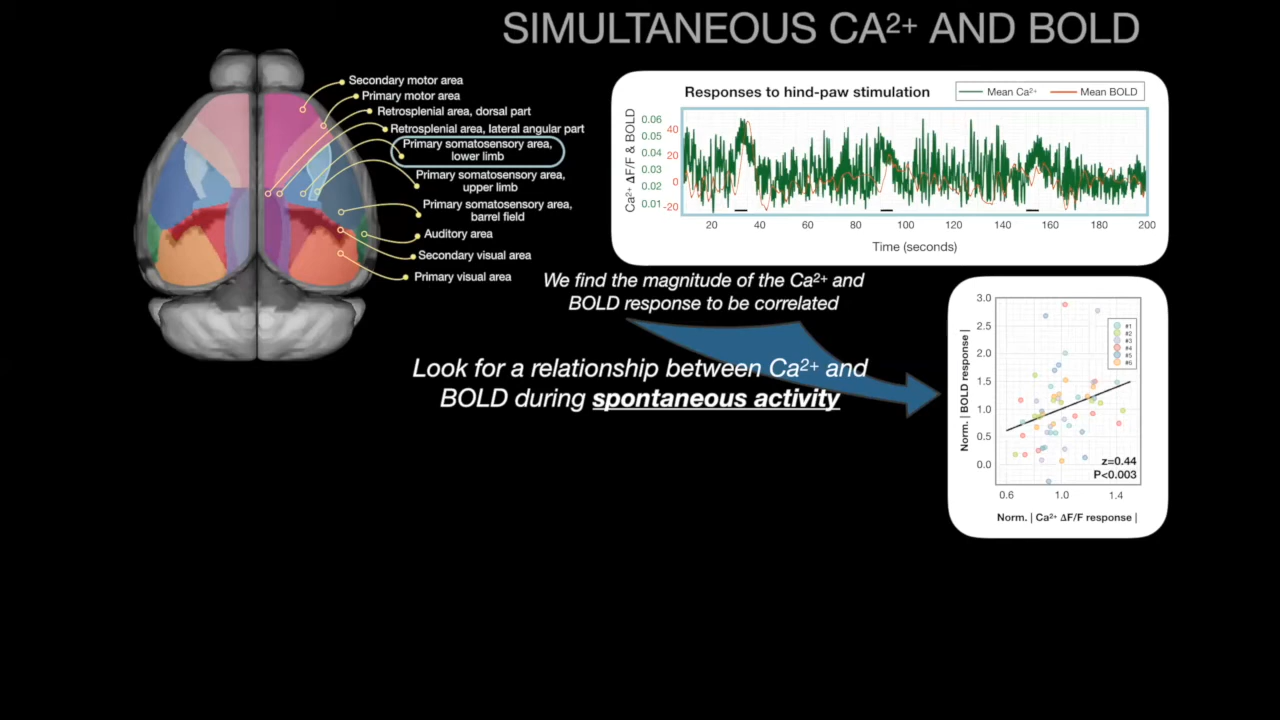 SIMULTANEOUS CA²⁺ AND BOLD
Secondary motor area
Primary motor area
Retrosplenial area, dorsal part
Retrosplenial area, lateral angular part
Primary somatosensory area,
lower limb
Primary somatosensory area,
upper limb
Primary somatosensory area,
barrel field
Auditory area
Secondary visual area
Primary visual area
Responses to hind-paw stimulation
Mean Ca²⁺
Mean BOLD
Ca²⁺ ΔF/F & BOLD
0.06
0.05
0.04
0.03
0.02
0.01
40
20
0
-20
20 40 60 80 100 120 140 160 180 200
Time (seconds)
We find the magnitude of the Ca²⁺ and
BOLD response to be correlated
Look for a relationship between Ca²⁺ and
BOLD during spontaneous activity
Norm. | BOLD response |
3.0
2.5
2.0
1.5
1.0
0.5
0.0
#1
#2
#3
#4
#5
#6
z=0.44
P<0.003
0.6 1.0 1.4
Norm. | Ca²⁺ ΔF/F response |